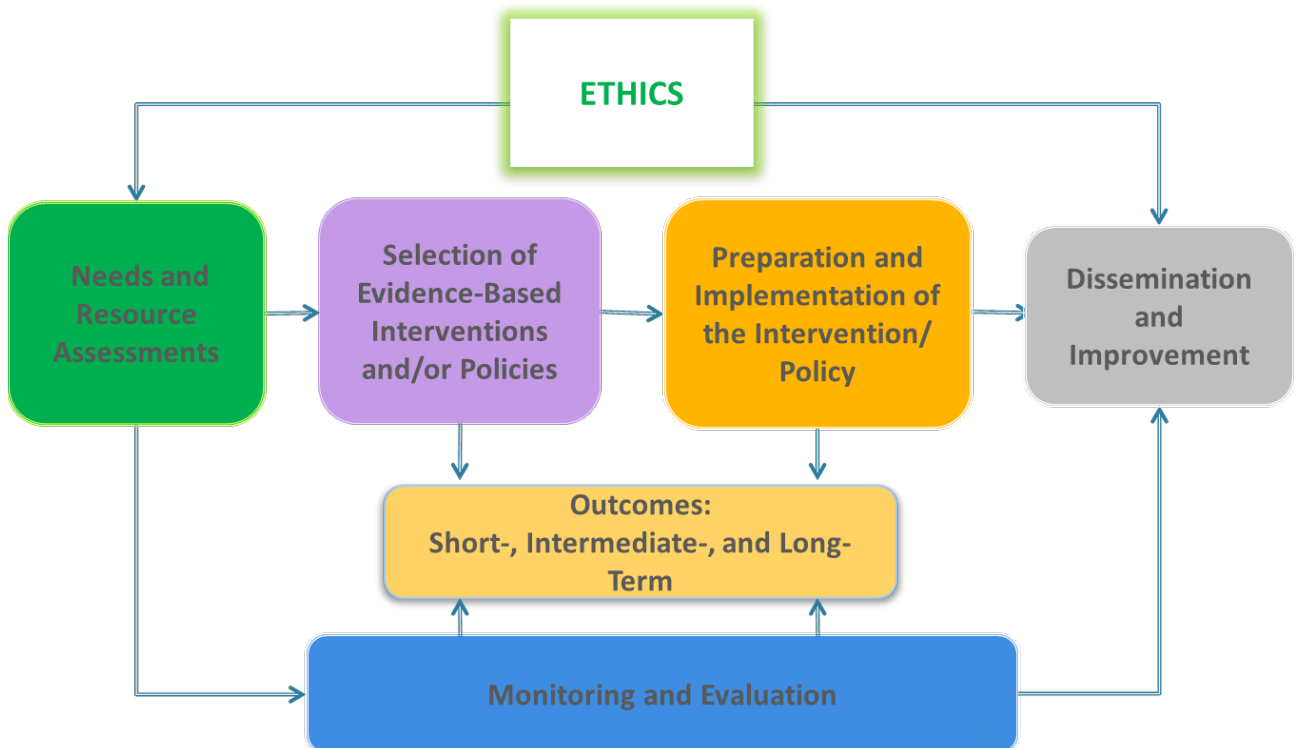 ETHICS
Needs and
Resource
Assessments
Selection of
Evidence-Based
Interventions
and/or Policies
Preparation and
Implementation of
the Intervention/
Policy
Dissemination
and
Improvement
Outcomes:
Short-, Intermediate-, and Long-
Term
Monitoring and Evaluation